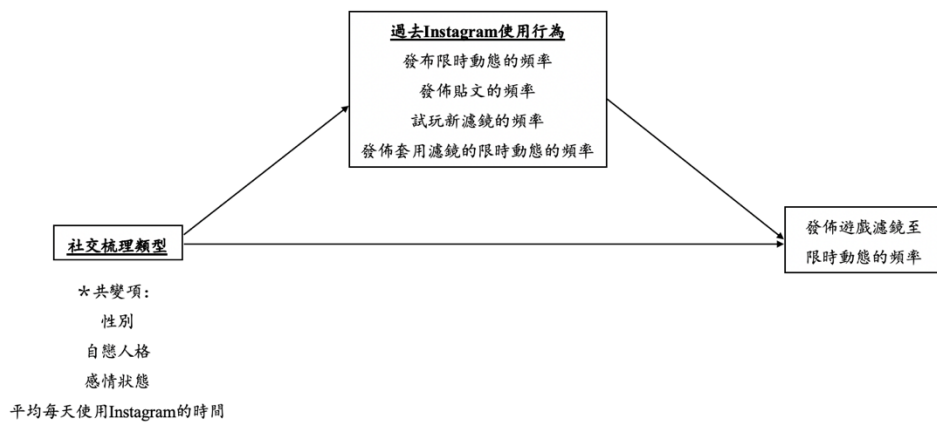 過去Instagram使用行為
發布限時動態的頻率
發佈貼文的頻率
試玩新濾鏡的頻率
發佈套用濾鏡的限時動態的頻率
社交梳理類型
發佈遊戲濾鏡至
限時動態的頻率
＊共變項：
性別
自戀人格
感情狀態
平均每天使用Instagram的時間